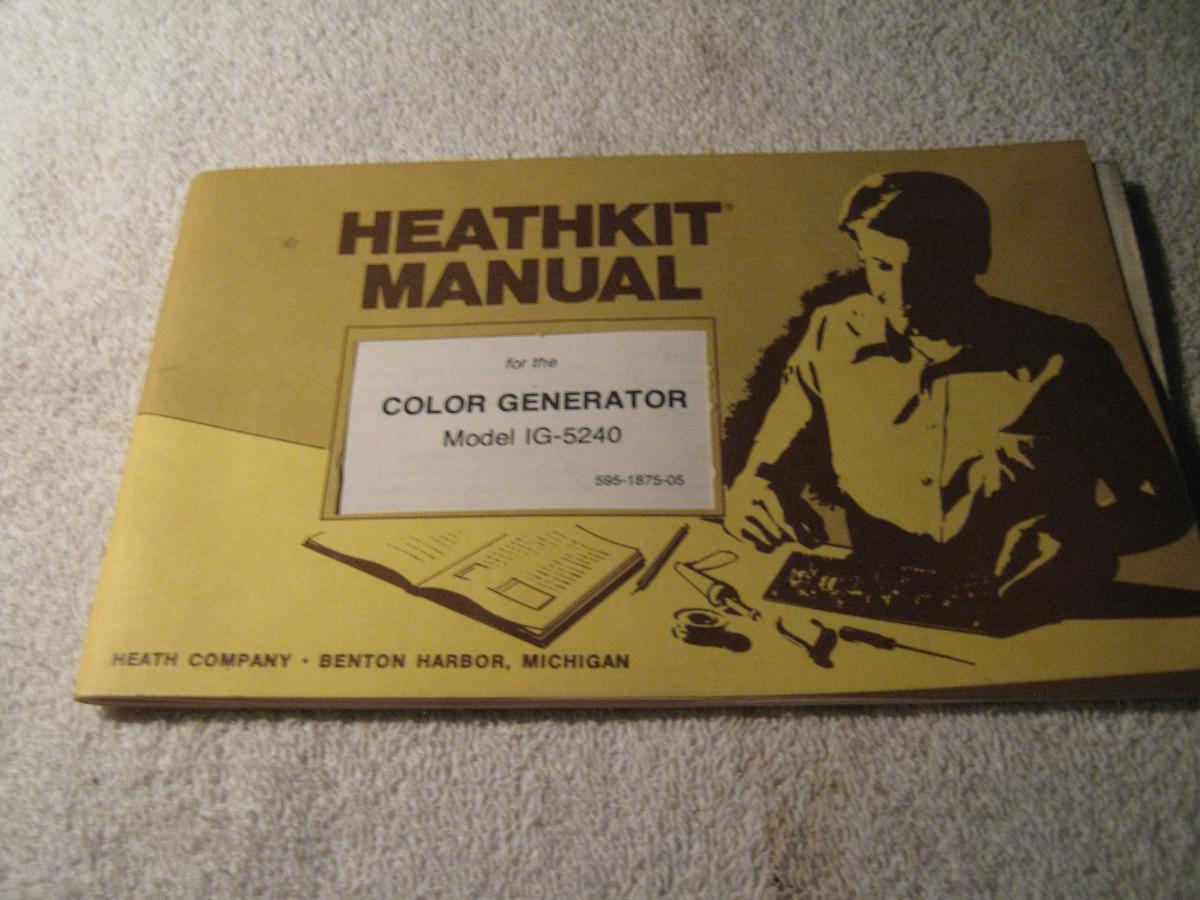 HEATHKIT®
MANUAL
for the
COLOR GENERATOR
Model IG-5240
595-1875-05
HEATH COMPANY • BENTON HARBOR, MICHIGAN